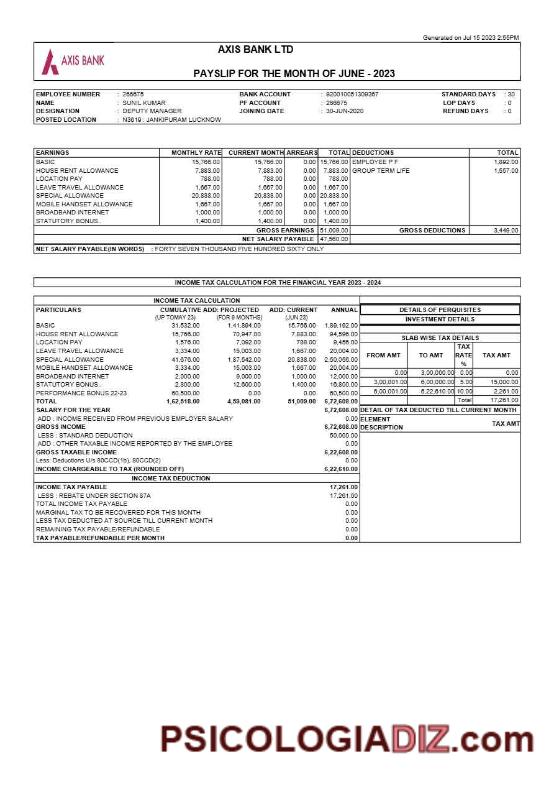 Generated on Jul 15 2023 2:55PM
AXIS BANK LTD
AXIS BANK
PAYSLIP FOR THE MONTH OF JUNE - 2023
EMPLOYEE NUMBER : 266675 BANK ACCOUNT : 920010051309367 STANDARD DAYS : 30
NAME : SUNIL KUMAR PF ACCOUNT : 266675 LOP DAYS : 0
DESIGNATION : DEPUTY MANAGER JOINING DATE : 30-JUN-2020 REFUND DAYS : 0
POSTED LOCATION : N3619 : JANKIPURAM LUCKNOW
EARNINGS MONTHLY RATE CURRENT MONTH ARREARS TOTAL DEDUCTIONS TOTAL
BASIC 15,766.00 15,766.00 0.00 15,766.00 EMPLOYEE P F 1,892.00
HOUSE RENT ALLOWANCE 7,883.00 7,883.00 0.00 7,883.00 GROUP TERM LIFE 1,557.00
LOCATION PAY 788.00 788.00 0.00 788.00
LEAVE TRAVEL ALLOWANCE 1,667.00 1,667.00 0.00 1,667.00
SPECIAL ALLOWANCE 20,838.00 20,838.00 0.00 20,838.00
MOBILE HANDSET ALLOWANCE 1,667.00 1,667.00 0.00 1,667.00
BROADBAND INTERNET 1,000.00 1,000.00 0.00 1,000.00
STATUTORY BONUS. 1,400.00 1,400.00 0.00 1,400.00
GROSS EARNINGS 51,009.00 GROSS DEDUCTIONS 3,449.00
NET SALARY PAYABLE 47,560.00
NET SALARY PAYABLE(IN WORDS) : FORTY SEVEN THOUSAND FIVE HUNDRED SIXTY ONLY
INCOME TAX CALCULATION FOR THE FINANCIAL YEAR 2023 - 2024
INCOME TAX CALCULATION
PARTICULARS CUMULATIVE ADD: PROJECTED ADD: CURRENT ANNUAL DETAILS OF PERQUISITES
(UP TOMAY 23) (FOR 9 MONTHS) (JUN 23) INVESTMENT DETAILS
BASIC 31,532.00 1,41,894.00 15,766.00 1,89,192.00
HOUSE RENT ALLOWANCE 15,766.00 70,947.00 7,883.00 94,596.00 SLAB WISE TAX DETAILS
LOCATION PAY 1,576.00 7,092.00 788.00 9,456.00
LEAVE TRAVEL ALLOWANCE 3,334.00 15,003.00 1,667.00 20,004.00 FROM AMT TO AMT TAX RATE % TAX AMT
SPECIAL ALLOWANCE 41,676.00 1,87,542.00 20,838.00 2,50,056.00
MOBILE HANDSET ALLOWANCE 3,334.00 15,003.00 1,667.00 20,004.00
BROADBAND INTERNET 2,000.00 9,000.00 1,000.00 12,000.00 0.00 3,00,000.00 0.00 0.00
STATUTORY BONUS. 2,800.00 12,600.00 1,400.00 16,800.00 3,00,001.00 6,00,000.00 5.00 15,000.00
PERFORMANCE BONUS 22-23 60,500.00 0.00 0.00 60,500.00 6,00,001.00 6,22,610.00 10.00 2,261.00
TOTAL 1,62,518.00 4,59,081.00 51,009.00 6,72,608.00 Total 17,261.00
SALARY FOR THE YEAR 6,72,608.00 DETAIL OF TAX DEDUCTED TILL CURRENT MONTH
ADD : INCOME RECEIVED FROM PREVIOUS EMPLOYER SALARY 0.00 ELEMENT
GROSS INCOME 6,72,608.00 DESCRIPTION TAX AMT
LESS : STANDARD DEDUCTION 50,000.00
ADD : OTHER TAXABLE INCOME REPORTED BY THE EMPLOYEE 0.00
GROSS TAXABLE INCOME 6,22,608.00
Less: Deductions U/s 80CCD(1b), 80CCD(2) 0.00
INCOME CHARGEABLE TO TAX (ROUNDED OFF) 6,22,610.00
INCOME TAX DEDUCTION
INCOME TAX PAYABLE 17,261.00
LESS : REBATE UNDER SECTION 87A 17,261.00
TOTAL INCOME TAX PAYABLE 0.00
MARGINAL TAX TO BE RECOVERED FOR THIS MONTH 0.00
LESS TAX DEDUCTED AT SOURCE TILL CURRENT MONTH 0.00
REMAINING TAX PAYABLE/REFUNDABLE 0.00
TAX PAYABLE/REFUNDABLE PER MONTH 0.00
PSICOLOGIADIZ.com